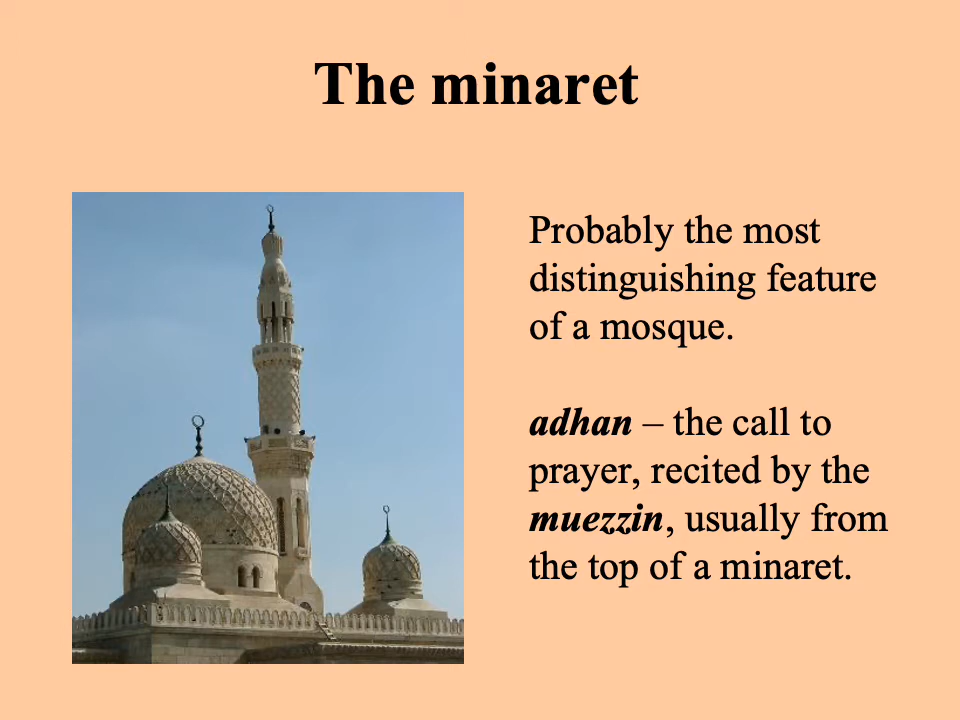 The minaret
Probably the most
distinguishing feature
of a mosque.
adhan – the call to
prayer, recited by the
muezzin, usually from
the top of a minaret.